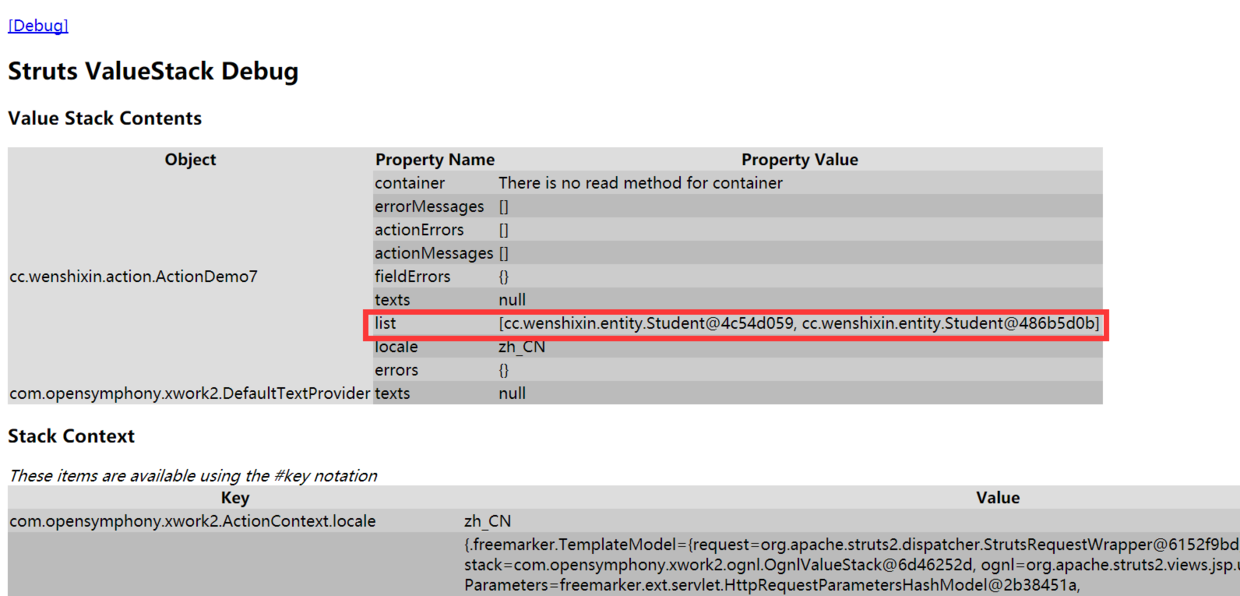 [Debug]
Struts ValueStack Debug
Value Stack Contents
Object Property Name Property Value
container There is no read method for container
errorMessages []
actionErrors []
actionMessages []
cc.wenshixin.action.ActionDemo7 fieldErrors {}
texts null
list [cc.wenshixin.entity.Student@4c54d059, cc.wenshixin.entity.Student@486b5d0b]
locale zh_CN
errors {}
com.opensymphony.xwork2.DefaultTextProvider texts null
Stack Context
These items are available using the #key notation
Key Value
com.opensymphony.xwork2.ActionContext.locale zh_CN
{.freemarker.TemplateModel={request=org.apache.struts2.dispatcher.StrutsRequestWrapper@6152f9bd
stack=com.opensymphony.xwork2.ognl.OgnlValueStack@6d46252d, ognl=org.apache.struts2.views.jsp.u
Parameters=freemarker.ext.servlet.HttpRequestParametersHashModel@2b38451a,